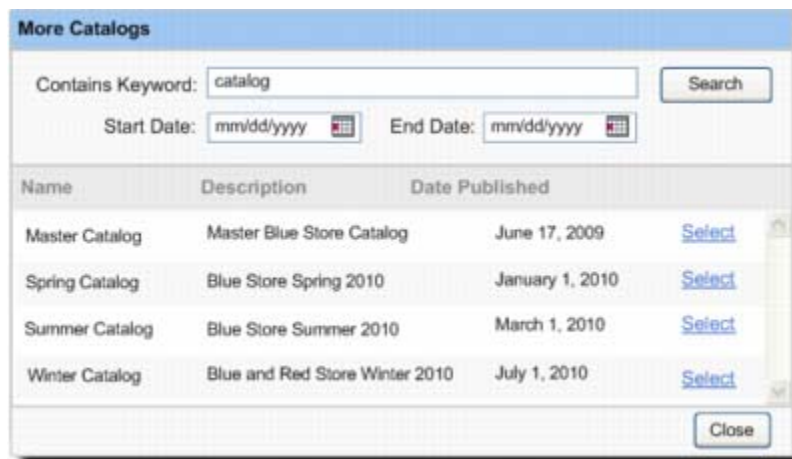 More Catalogs
Contains Keyword: catalog Search
Start Date: mm/dd/yyyy End Date: mm/dd/yyyy
Name Description Date Published
Master Catalog Master Blue Store Catalog June 17, 2009 Select
Spring Catalog Blue Store Spring 2010 January 1, 2010 Select
Summer Catalog Blue Store Summer 2010 March 1, 2010 Select
Winter Catalog Blue and Red Store Winter 2010 July 1, 2010 Select
Close